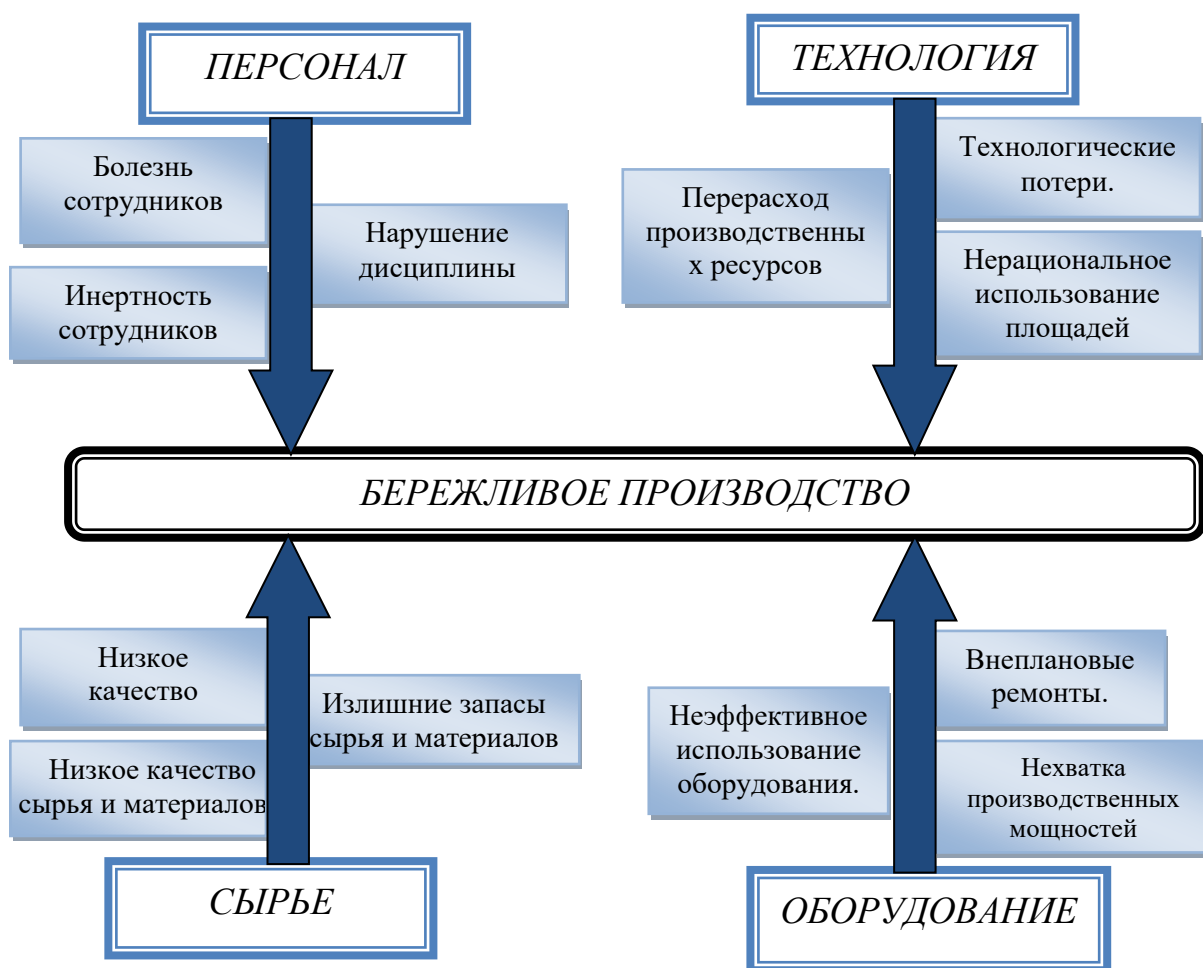 ПЕРСОНАЛ
ТЕХНОЛОГИЯ
Болезнь
сотрудников
Нарушение
дисциплины
Инертность
сотрудников
Технологические
потери.
Перерасход
производственны
х ресурсов
Нерациональное
использование
площадей
БЕРЕЖЛИВОЕ ПРОИЗВОДСТВО
Низкое
качество
Излишние запасы
сырья и материалов
Низкое качество
сырья и материалов
Внеплановые
ремонты.
Неэффективное
использование
оборудования.
Нехватка
производственных
мощностей
СЫРЬЕ
ОБОРУДОВАНИЕ